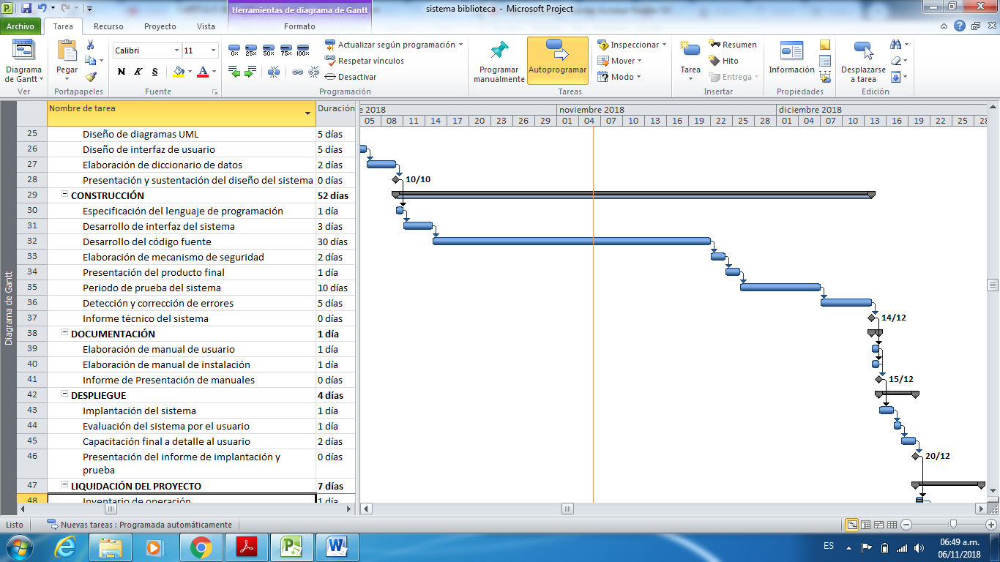 Herramientas de diagrama de Gantt
sistema biblioteca - Microsoft Project
Archivo Tarea Recurso Proyecto Vista Formato
Diagrama de Gantt
Ver
Pegar
Portapapeles
Calibri 11
N K S A
Fuente
0% 25% 50% 75% 100%
Actualizar según programación
Respetar vínculos
Desactivar
Programación
Programar manualmente
Autoprogramar
Inspeccionar
Mover
Modo
Tareas
Tarea
Resumen
Hito
Entrega
Insertar
Información
Propiedades
Desplazarse a tarea
Edición
Nombre de tarea Duración
e 2018 noviembre 2018 diciembre 2018
05 08 11 14 17 20 23 26 29 01 04 07 10 13 16 19 22 25 28 01 04 07 10 13 16 19 22 25 28
25 Diseño de diagramas UML 5 días
26 Diseño de interfaz de usuario 5 días
27 Elaboración de diccionario de datos 2 días
28 Presentación y sustentación del diseño del sistema 0 días 10/10
29 CONSTRUCCIÓN 52 días
30 Especificación del lenguaje de programación 1 día
31 Desarrollo de interfaz del sistema 3 días
32 Desarrollo del código fuente 30 días
33 Elaboración de mecanismo de seguridad 2 días
34 Presentación del producto final 1 día
35 Periodo de prueba del sistema 10 días
36 Detección y corrección de errores 5 días
37 Informe técnico del sistema 0 días 14/12
38 DOCUMENTACIÓN 1 día
39 Elaboración de manual de usuario 1 día
40 Elaboración de manual de instalación 1 día
41 Informe de Presentación de manuales 0 días 15/12
42 DESPLIEGUE 4 días
43 Implantación del sistema 1 día
44 Evaluación del sistema por el usuario 1 día
45 Capacitación final a detalle al usuario 2 días
46 Presentación del informe de implantación y 0 días 20/12
prueba
47 LIQUIDACIÓN DEL PROYECTO 7 días
48 Inventario de operación 1 día
Diagrama de Gantt
Listo Nuevas tareas : Programada automáticamente
ES 06:49 a.m.
06/11/2018